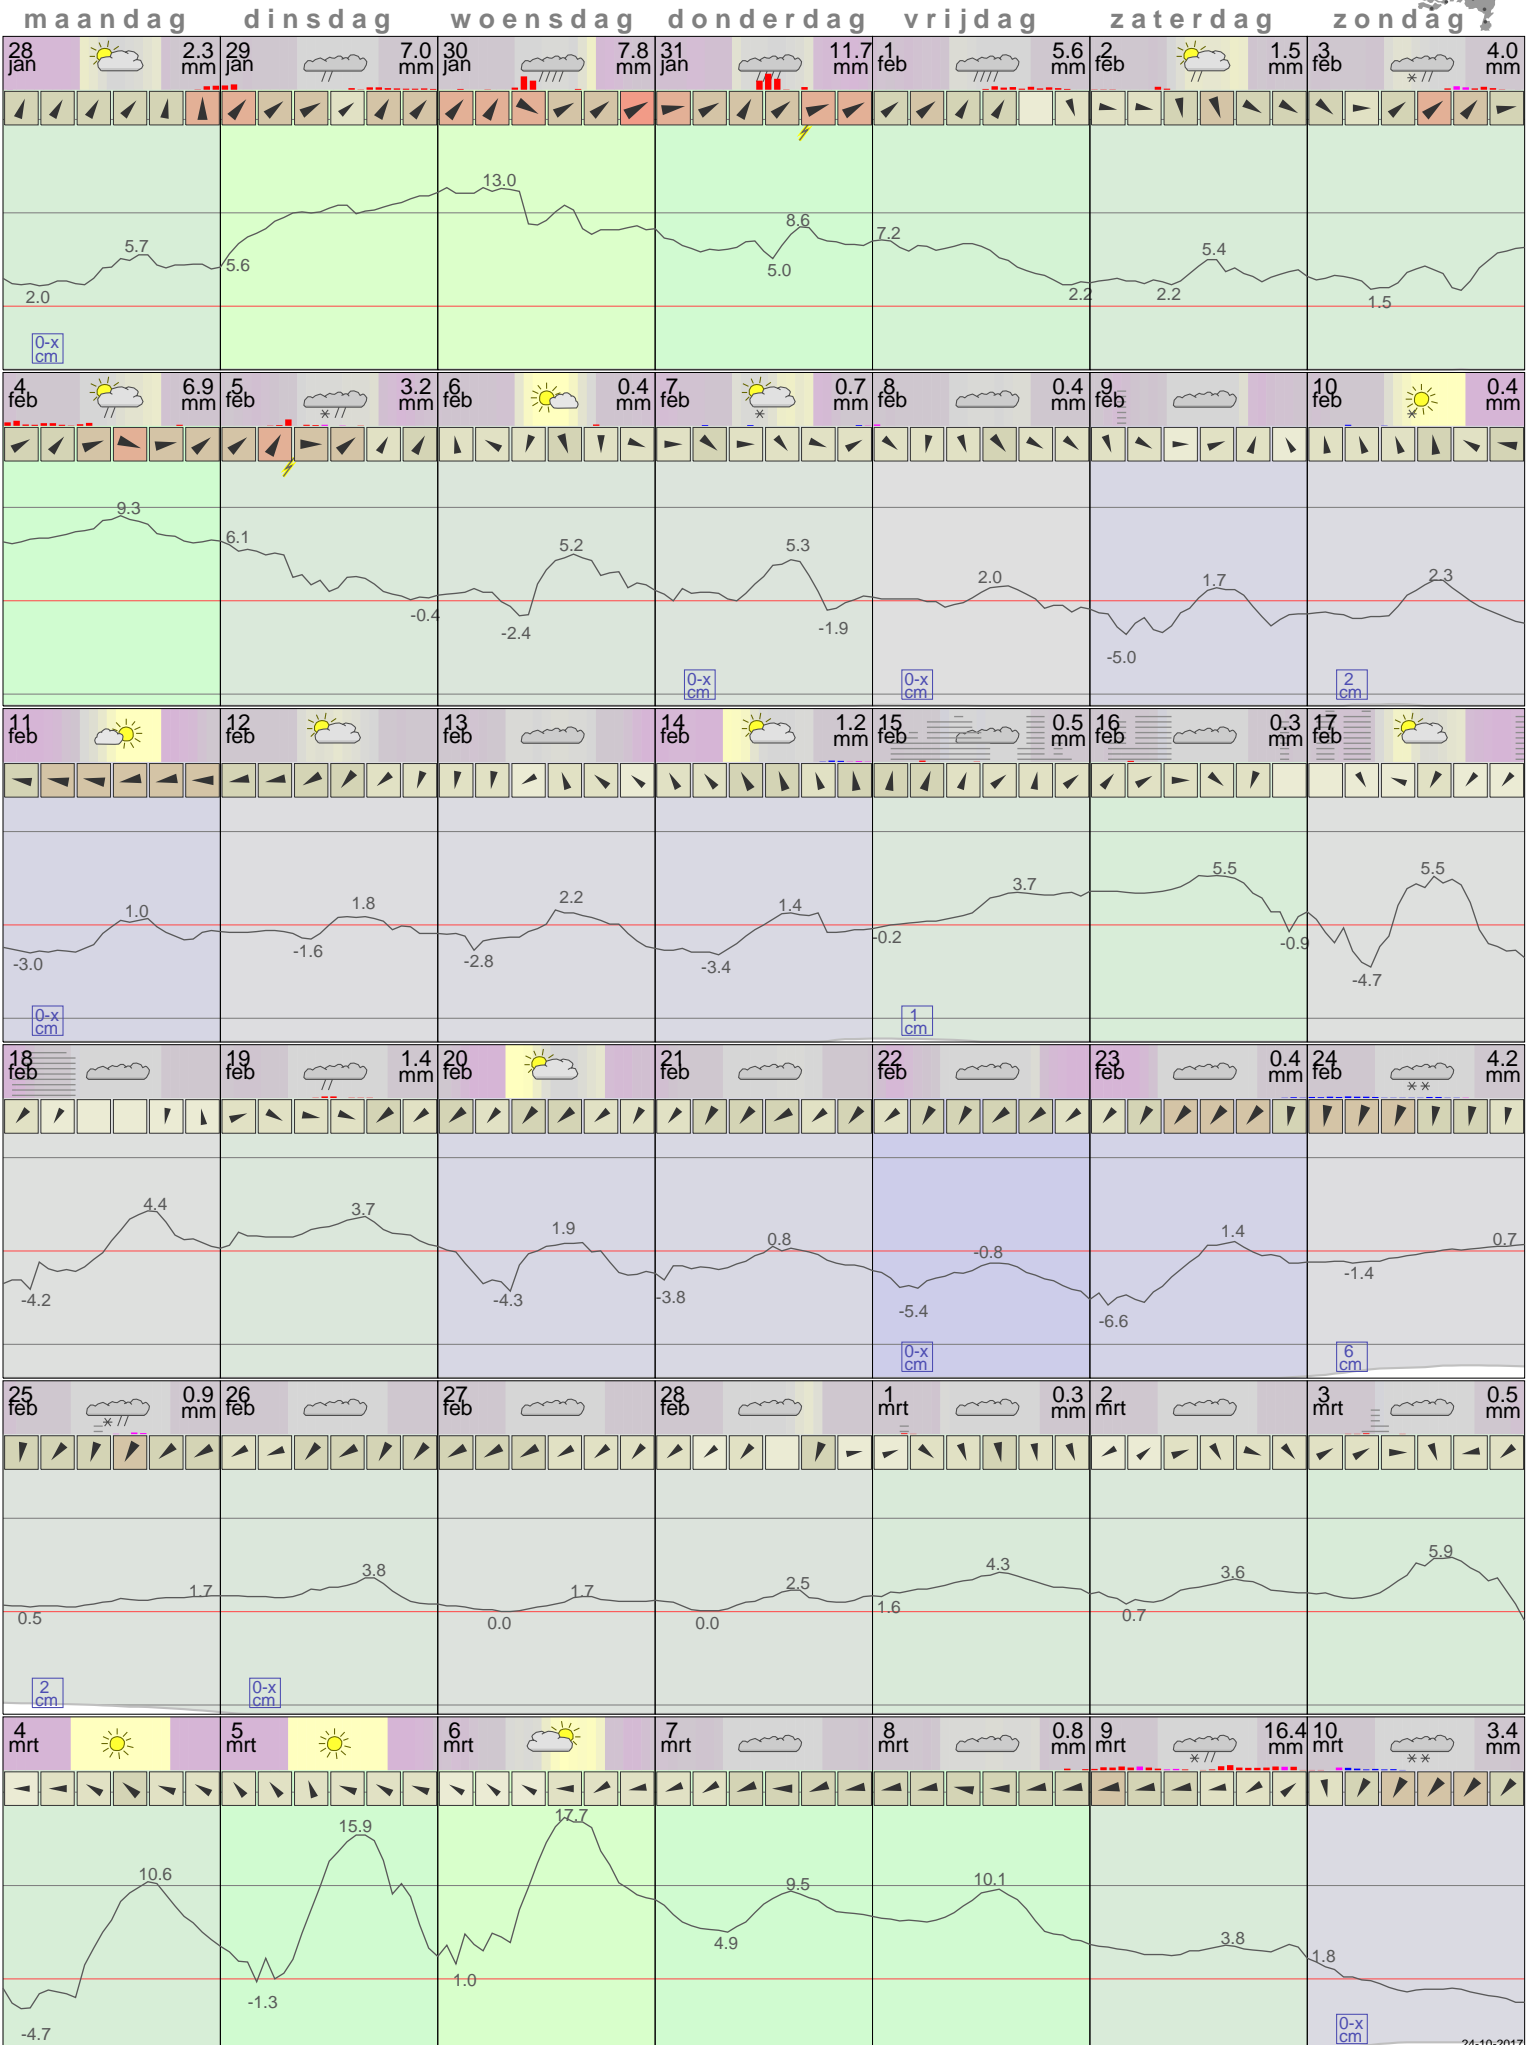 maandag dinsdag woensdag donderdag vrijdag zaterdag zondag
28 jan 2.3 mm
29 jan 7.0 mm
30 jan 7.8 mm
31 jan 11.7 mm
1 feb 5.6 mm
2 feb 1.5 mm
3 feb 4.0 mm
2.0 5.7 5.6 13.0 5.0 8.6 7.2 2.2 2.2 5.4 1.5
0-x cm
4 feb 6.9 mm
5 feb 3.2 mm
6 feb 0.4 mm
7 feb 0.7 mm
8 feb 0.4 mm
9 feb
10 feb 0.4 mm
9.3 6.1 -0.4 -2.4 5.2 5.3 -1.9 2.0 -5.0 1.7 2.3
0-x cm
0-x cm
2 cm
11 feb
12 feb
13 feb
14 feb 1.2 mm
15 feb 0.5 mm
16 feb 0.3 mm
17 feb
-3.0 1.0 -1.6 1.8 -2.8 2.2 -3.4 1.4 -0.2 3.7 5.5 -0.9 -4.7 5.5
0-x cm
1 cm
18 feb
19 feb 1.4 mm
20 feb
21 feb
22 feb
23 feb 0.4 mm
24 feb 4.2 mm
-4.2 4.4 3.7 -4.3 1.9 -3.8 0.8 -5.4 -0.8 -6.6 1.4 -1.4 0.7
0-x cm
6 cm
25 feb 0.9 mm
26 feb
27 feb
28 feb
1 mrt 0.3 mm
2 mrt
3 mrt 0.5 mm
0.5 1.7 3.8 0.0 1.7 0.0 2.5 1.6 4.3 0.7 3.6 5.9
2 cm
0-x cm
4 mrt
5 mrt
6 mrt
7 mrt
8 mrt 0.8 mm
9 mrt 16.4 mm
10 mrt 3.4 mm
-4.7 10.6 -1.3 15.9 1.0 17.7 4.9 9.5 10.1 3.8 1.8
0-x cm
24-10-2017